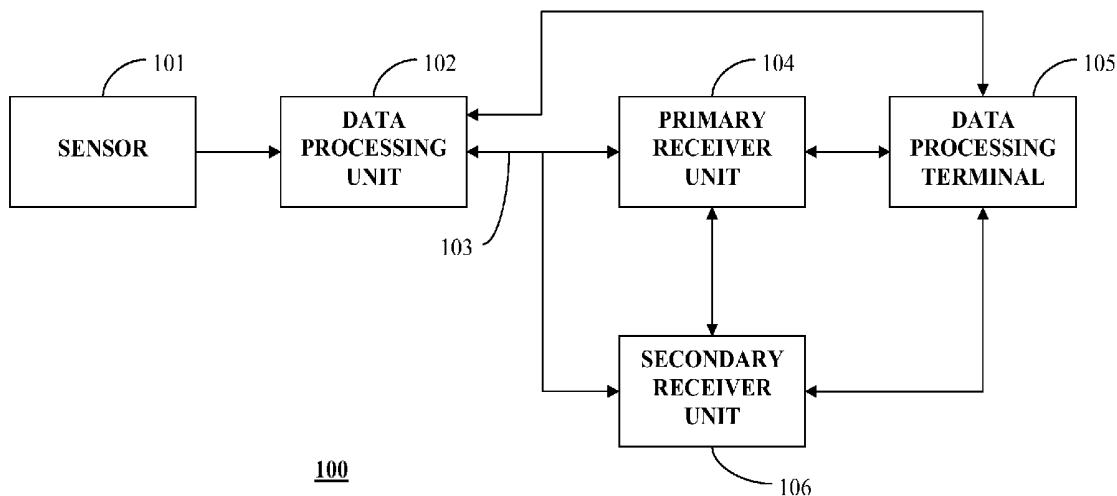 101
102
104
105
SENSOR
DATA
PROCESSING
UNIT
PRIMARY
RECEIVER
UNIT
DATA
PROCESSING
TERMINAL
103
SECONDARY
RECEIVER
UNIT
100
106